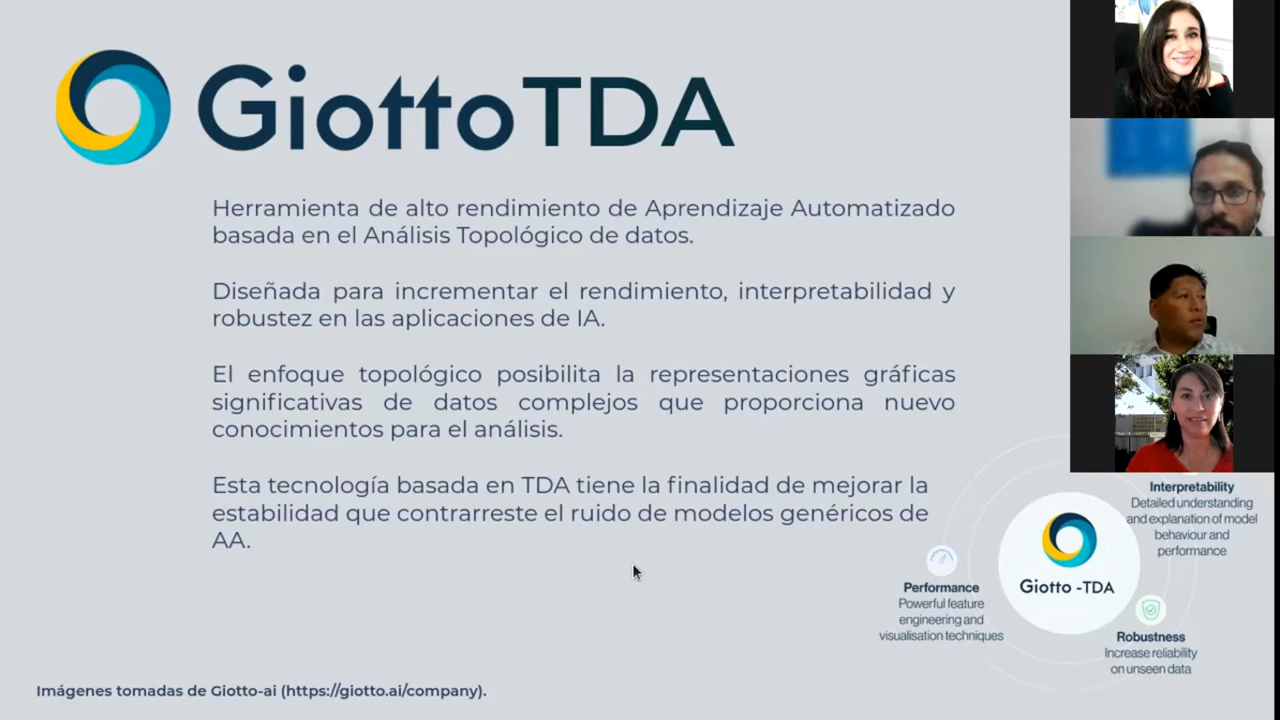 Giotto TDA
Herramienta de alto rendimiento de Aprendizaje Automatizado
basada en el Análisis Topológico de datos.
Diseñada para incrementar el rendimiento, interpretabilidad y
robustez en las aplicaciones de IA.
El enfoque topológico posibilita la representaciones gráficas
significativas de datos complejos que proporciona nuevo
conocimientos para el análisis.
Esta tecnología basada en TDA tiene la finalidad de mejorar la
estabilidad que contrarreste el ruido de modelos genéricos de
AA.
Interpretability
Detailed understanding
and explanation of model
behaviour and
performance
Giotto -TDA
Performance
Powerful feature
engineering and
visualisation techniques
Robustness
Increase reliability
on unseen data
Imágenes tomadas de Giotto-ai (https://giotto.ai/company).